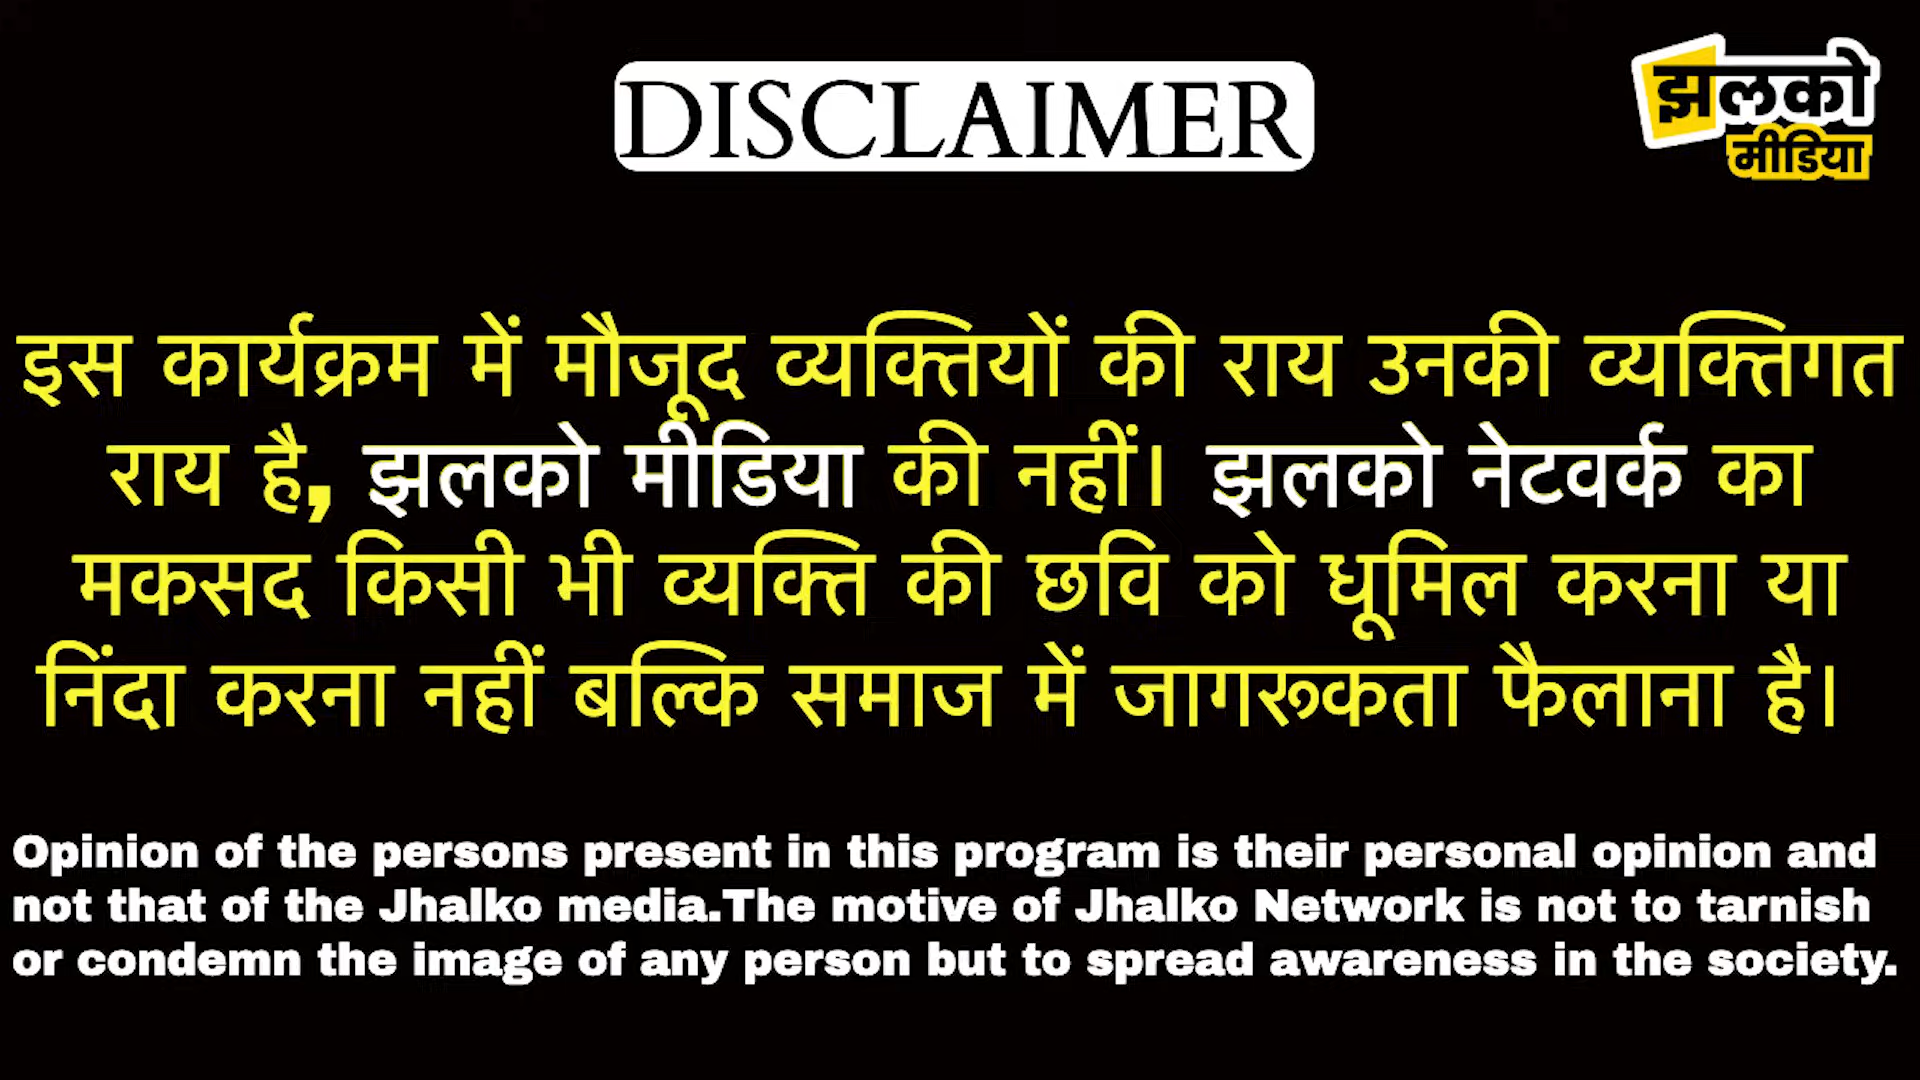 DISCLAIMER
झलको
मीडिया
इस कार्यक्रम में मौजूद व्यक्तियों की राय उनकी व्यक्तिगत
राय है, झलको मीडिया की नहीं। झलको नेटवर्क का
मकसद किसी भी व्यक्ति की छवि को धूमिल करना या
निंदा करना नहीं बल्कि समाज में जागरूकता फैलाना है।
Opinion of the persons present in this program is their personal opinion and
not that of the Jhalko media.The motive of Jhalko Network is not to tarnish
or condemn the image of any person but to spread awareness in the society.